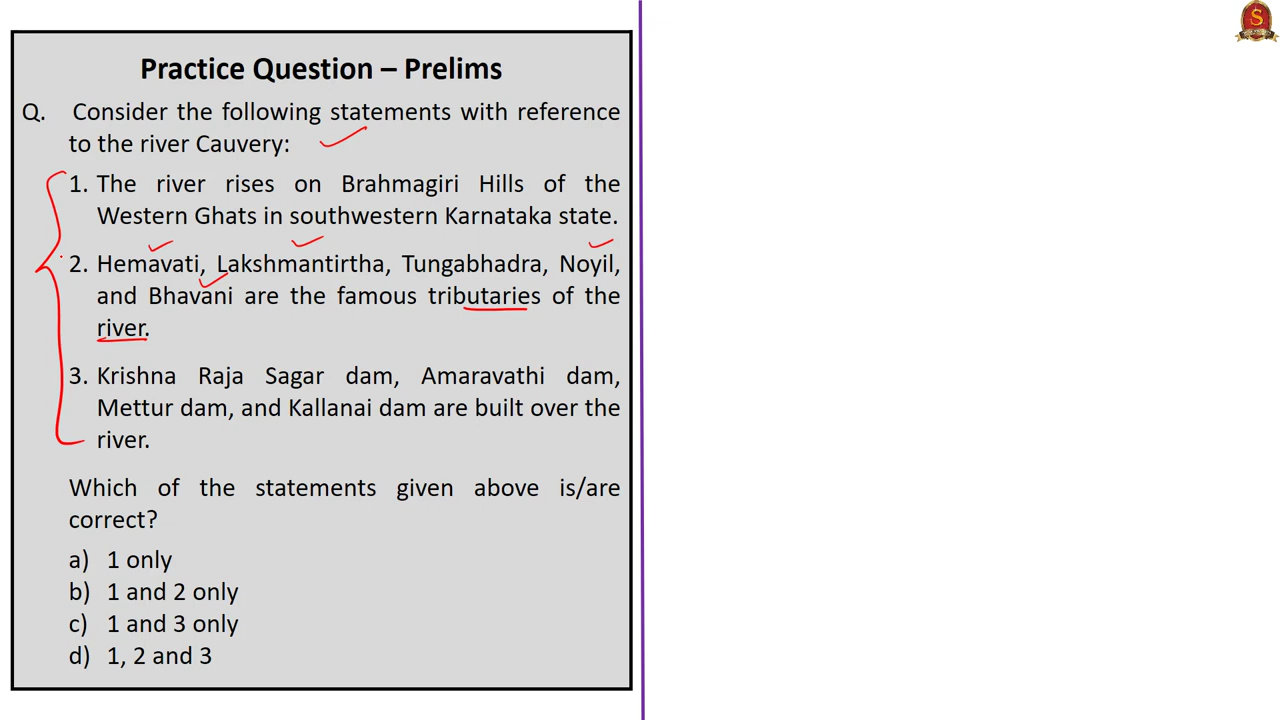 Practice Question – Prelims
Q. Consider the following statements with reference
to the river Cauvery:
1. The river rises on Brahmagiri Hills of the
Western Ghats in southwestern Karnataka state.
2. Hemavati, Lakshmantirtha, Tungabhadra, Noyil,
and Bhavani are the famous tributaries of the
river.
3. Krishna Raja Sagar dam, Amaravathi dam,
Mettur dam, and Kallanai dam are built over the
river.
Which of the statements given above is/are
correct?
a) 1 only
b) 1 and 2 only
c) 1 and 3 only
d) 1, 2 and 3
S